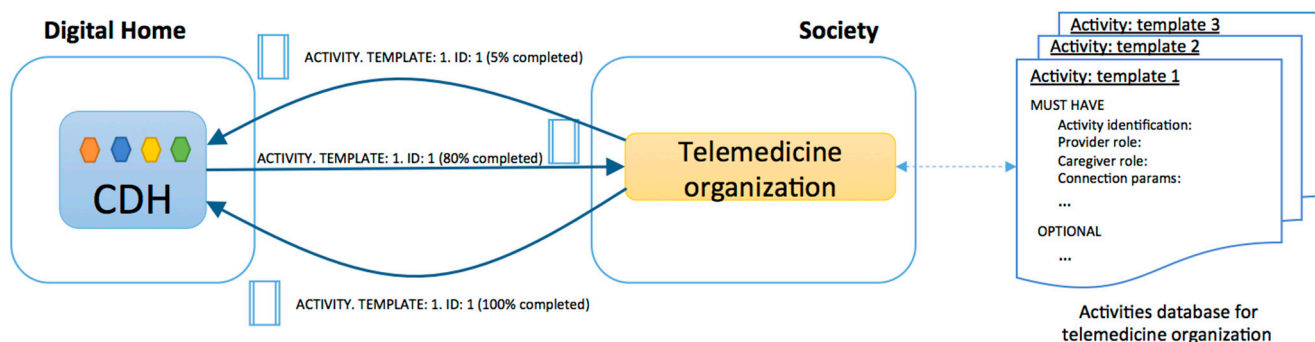 Digital Home
Society
ACTIVITY. TEMPLATE: 1. ID: 1 (5% completed)
CDH
ACTIVITY. TEMPLATE: 1. ID: 1 (80% completed)
Telemedicine
organization
ACTIVITY. TEMPLATE: 1. ID: 1 (100% completed)
Activity: template 3
Activity: template 2
Activity: template 1
MUST HAVE
Activity identification:
Provider role:
Caregiver role:
Connection params:
...
OPTIONAL
...
Activities database for
telemedicine organization